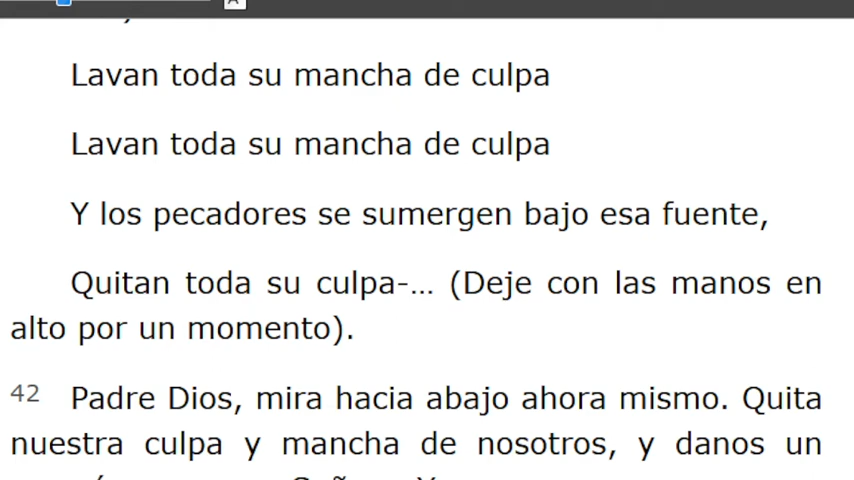 Lavan toda su mancha de culpa
Lavan toda su mancha de culpa
Y los pecadores se sumergen bajo esa fuente,
Quitan toda su culpa-... (Deje con las manos en
alto por un momento).
42 Padre Dios, mira hacia abajo ahora mismo. Quita
nuestra culpa y mancha de nosotros, y danos un